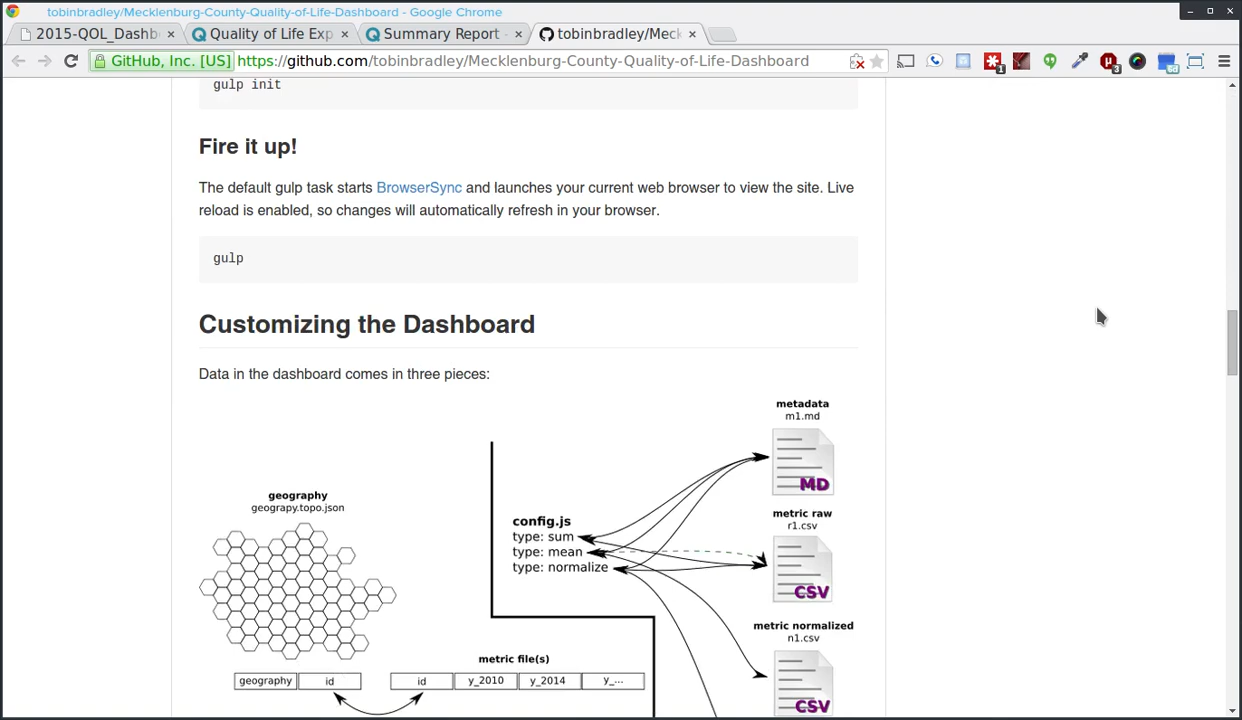 tobinbradley/Mecklenburg-County-Quality-of-Life-Dashboard - Google Chrome
2015-QOL_Dashb
Quality of Life Exp
Summary Report -
tobinbradley/Meck
GitHub, Inc. [US]
https://github.com/tobinbradley/Mecklenburg-County-Quality-of-Life-Dashboard
gulp init
Fire it up!
The default gulp task starts BrowserSync and launches your current web browser to view the site. Live
reload is enabled, so changes will automatically refresh in your browser.
gulp
Customizing the Dashboard
Data in the dashboard comes in three pieces:
metadata
m1.md
MD
geography
geograpy.topo.json
config.js
type: sum
type: mean
type: normalize
metric raw
r1.csv
CSV
metric normalized
n1.csv
CSV
metric file(s)
geography id
id y_2010 y_2014 y_...